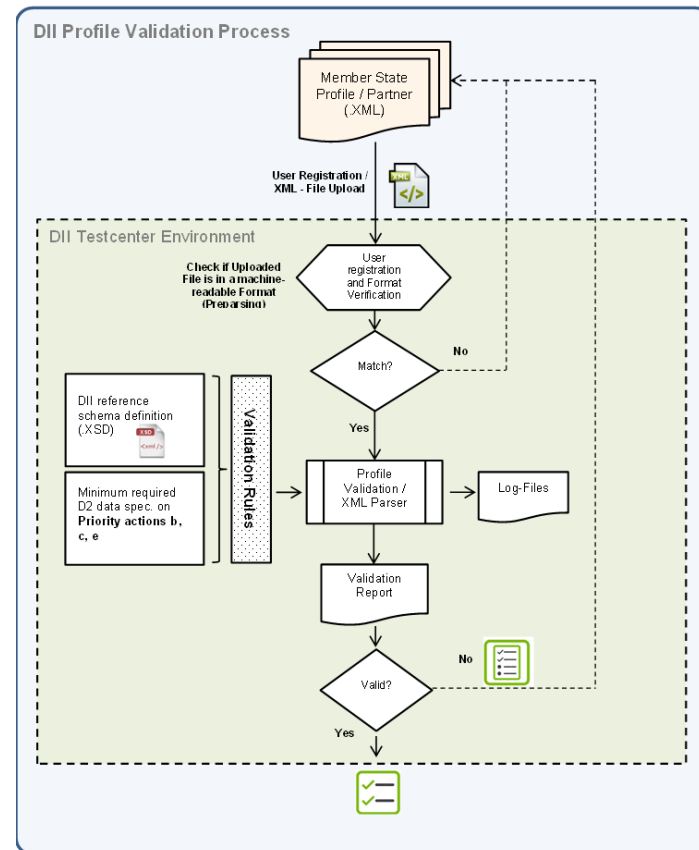 DII Profile Validation Process
Member State
Profile / Partner
(.XML)
User Registration /
XML - File Upload
XML
</>
DII Testcenter Environment
Check if Uploaded
File is in a machine-
readable Format
(Preparsing)
User
registration
and Format
Verification
Match?
No
Yes
DII reference
schema definition
(.XSD)
XSD
<xml/>
Minimum required
D2 data spec. on
Priority actions b,
c, e
Validation Rules
Profile
Validation /
XML Parser
Log-Files
Validation
Report
Valid?
No
Yes